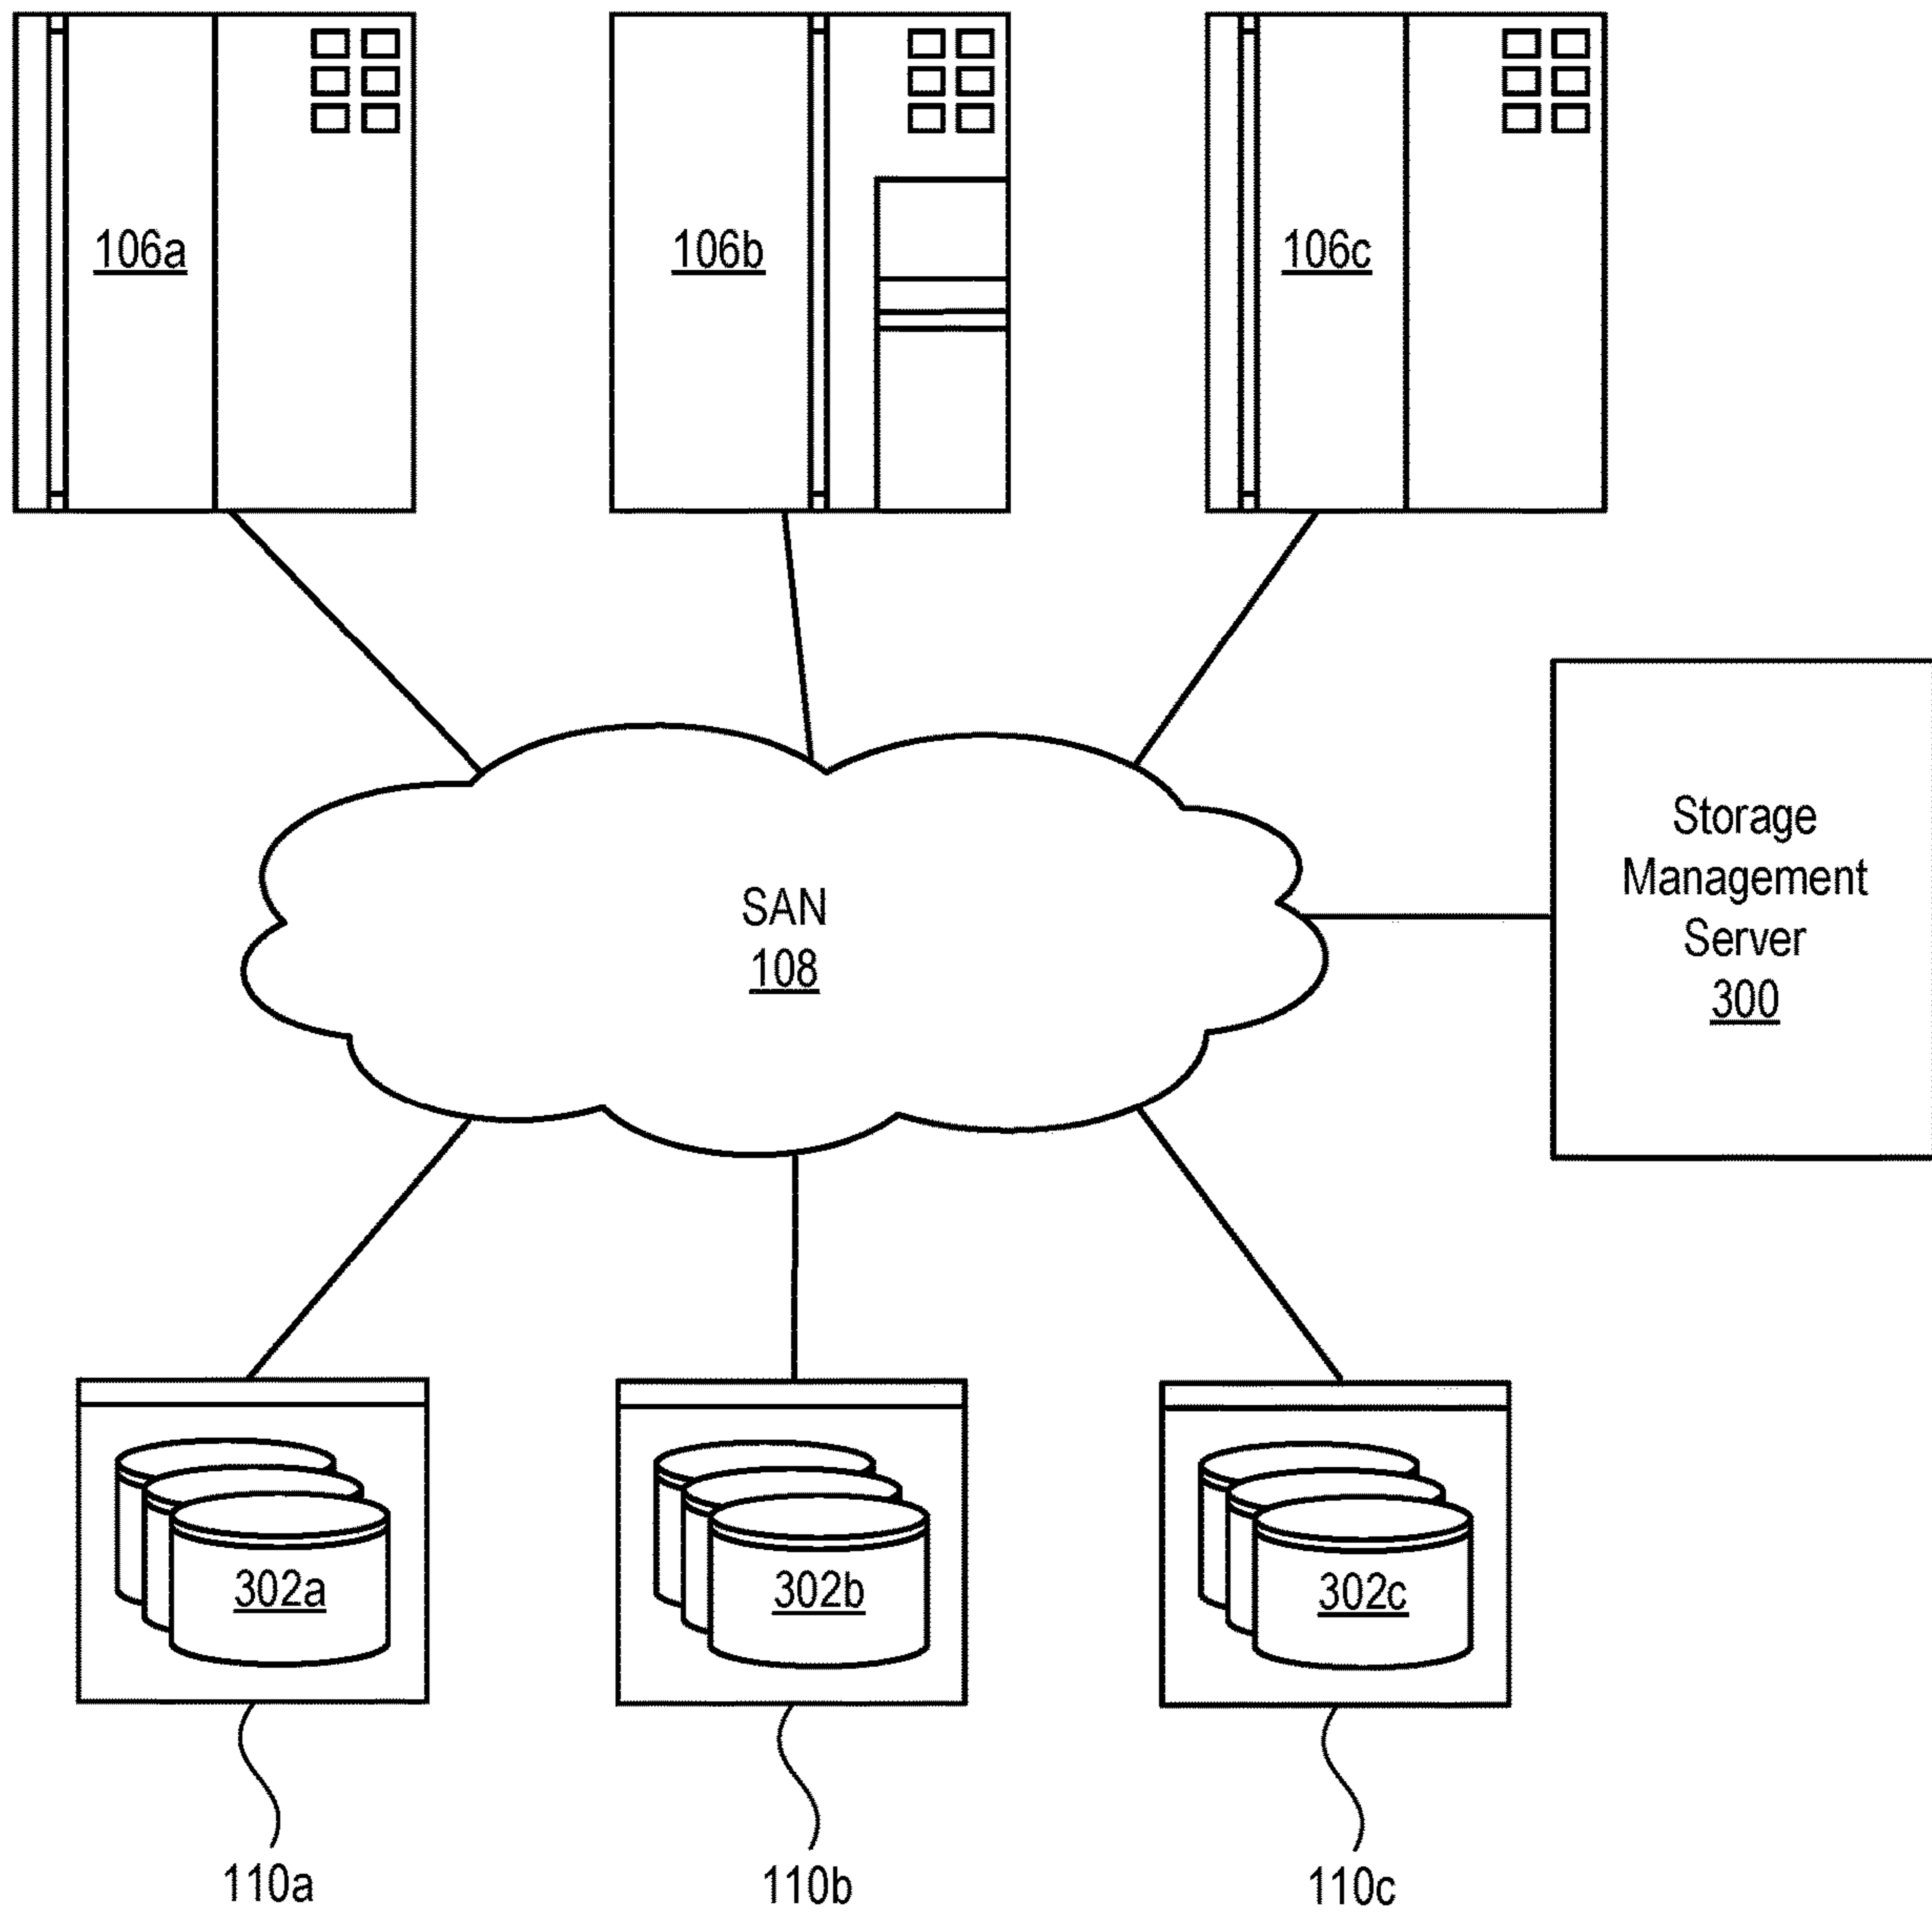 106a
106b
106c
SAN
108
Storage
Management
Server
300
302a
302b
302c
110a
110b
110c